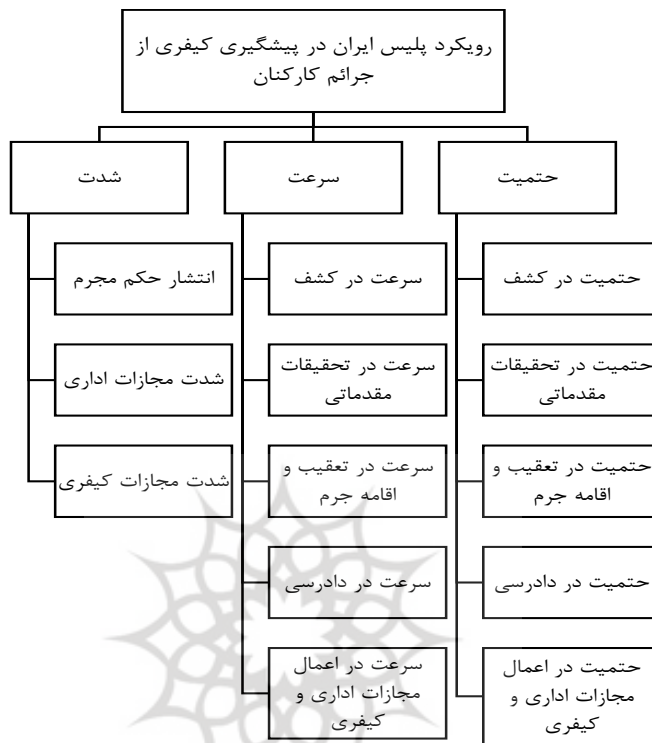 رویکرد پلیس ایران در پیشگیری کیفری از
جرائم کارکنان
حتمیت
سرعت
شدت
حتمیت در کشف
سرعت در کشف
انتشار حکم مجرم
حتمیت در تحقیقات
مقدماتی
سرعت در تحقیقات
مقدماتی
شدت مجازات اداری
حتمیت در تعقیب و
اقامه جرم
سرعت در تعقیب و
اقامه جرم
شدت مجازات کیفری
حتمیت در دادرسی
سرعت در دادرسی
حتمیت در اعمال
مجازات اداری و
کیفری
سرعت در اعمال
مجازات اداری و
کیفری